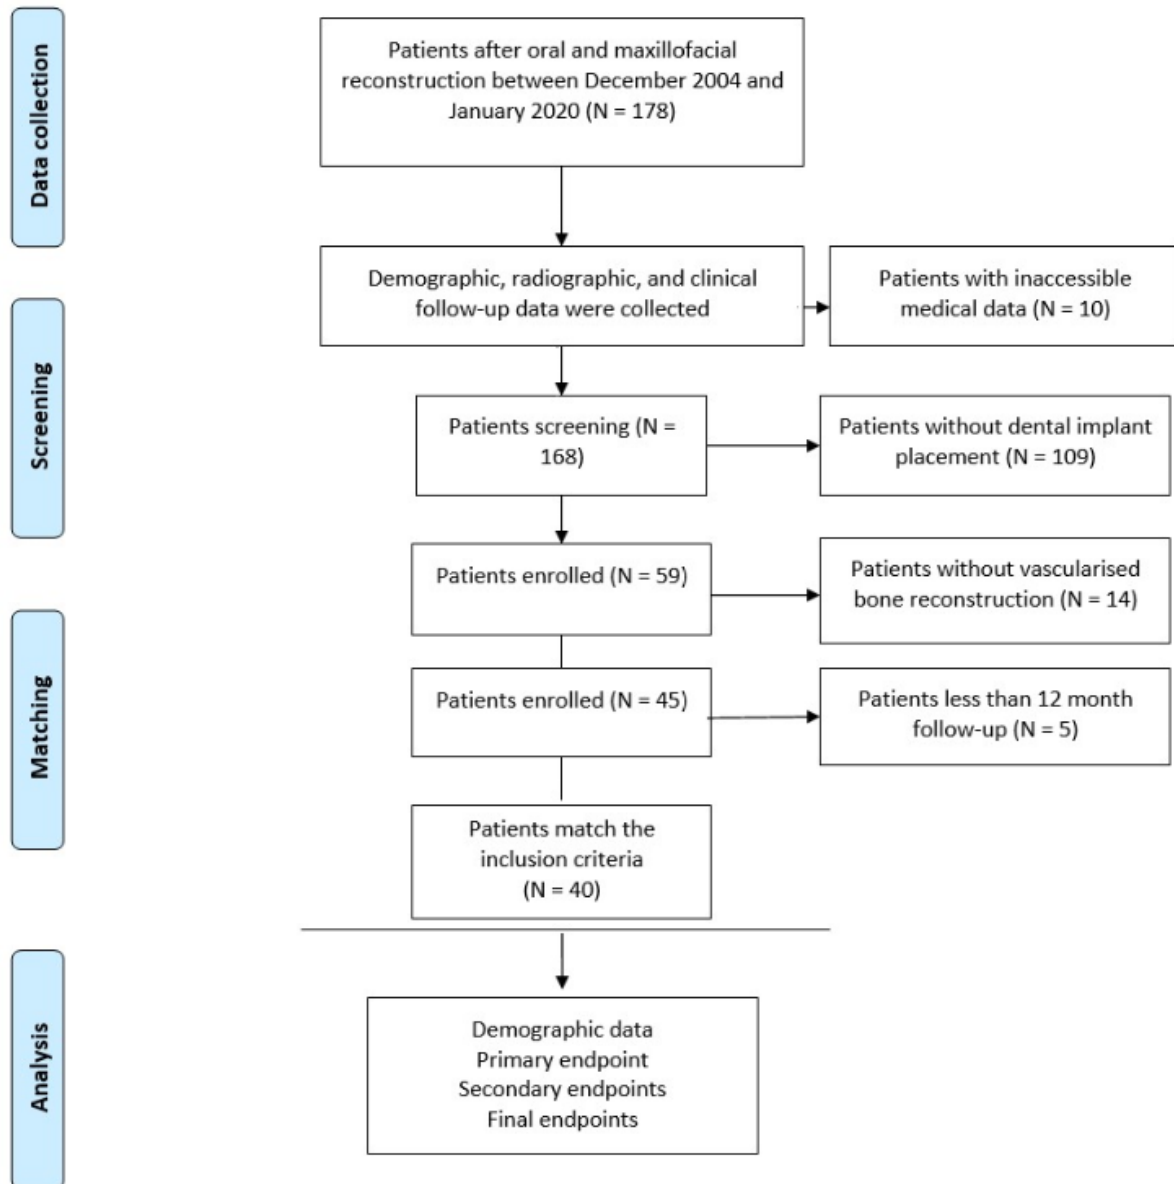 Data collection
Patients after oral and maxillofacial
reconstruction between December 2004 and
January 2020 (N = 178)
Demographic, radiographic, and clinical
follow-up data were collected
Patients with inaccessible
medical data (N = 10)
Screening
Patients screening (N =
168)
Patients without dental implant
placement (N = 109)
Patients enrolled (N = 59)
Patients without vascularised
bone reconstruction (N = 14)
Matching
Patients enrolled (N = 45)
Patients less than 12 month
follow-up (N = 5)
Patients match the
inclusion criteria
(N = 40)
Analysis
Demographic data
Primary endpoint
Secondary endpoints
Final endpoints